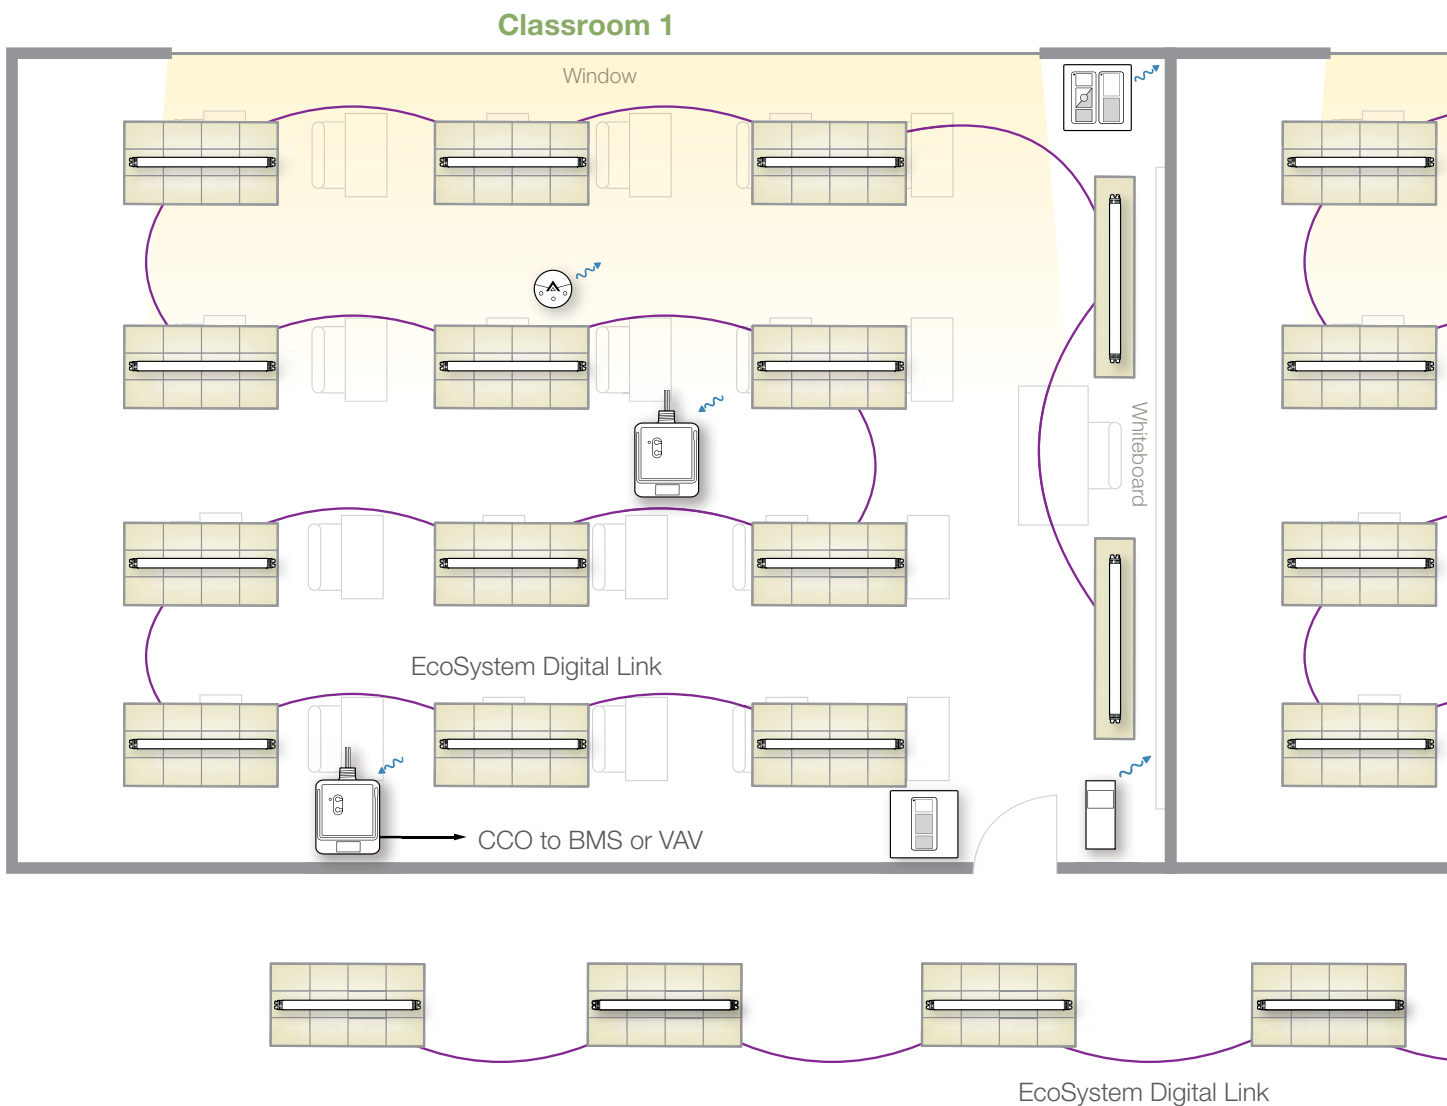 Classroom 1
Window
Whiteboard
EcoSystem Digital Link
CCO to BMS or VAV
EcoSystem Digital Link